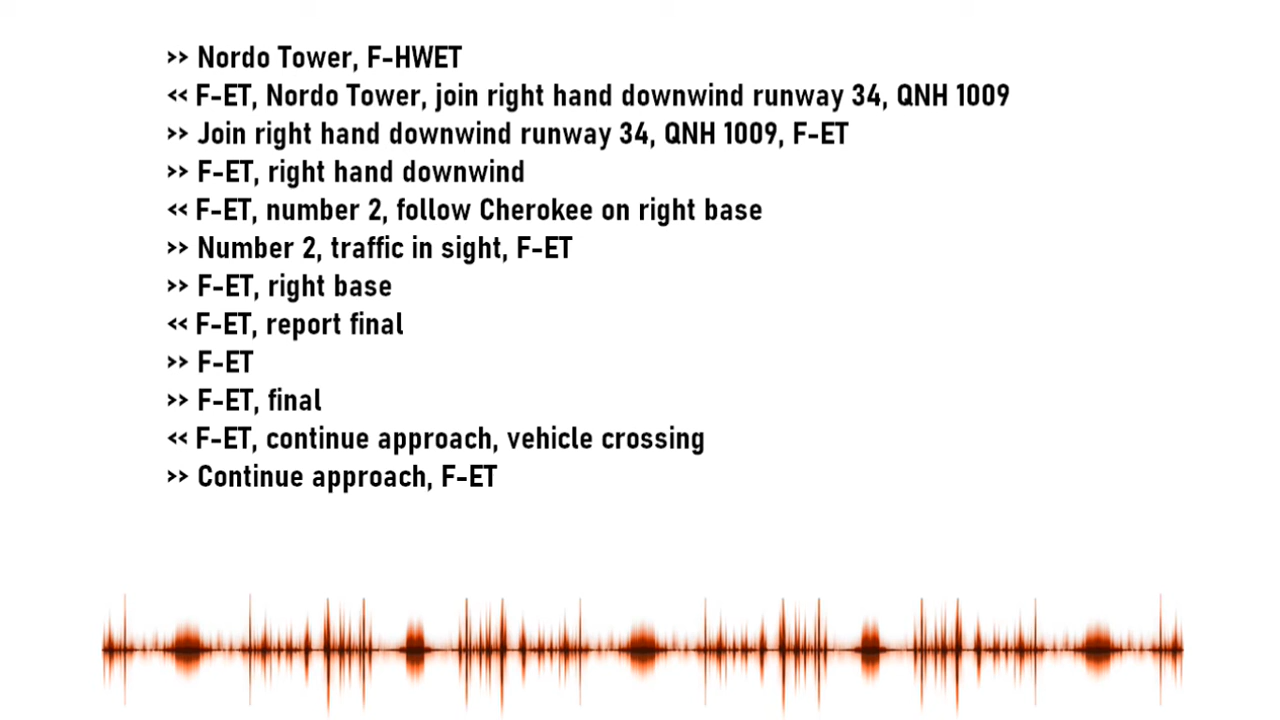 >> Nordo Tower, F-HWET
<< F-ET, Nordo Tower, join right hand downwind runway 34, QNH 1009
>> Join right hand downwind runway 34, QNH 1009, F-ET
>> F-ET, right hand downwind
<< F-ET, number 2, follow Cherokee on right base
>> Number 2, traffic in sight, F-ET
>> F-ET, right base
<< F-ET, report final
>> F-ET
>> F-ET, final
<< F-ET, continue approach, vehicle crossing
>> Continue approach, F-ET